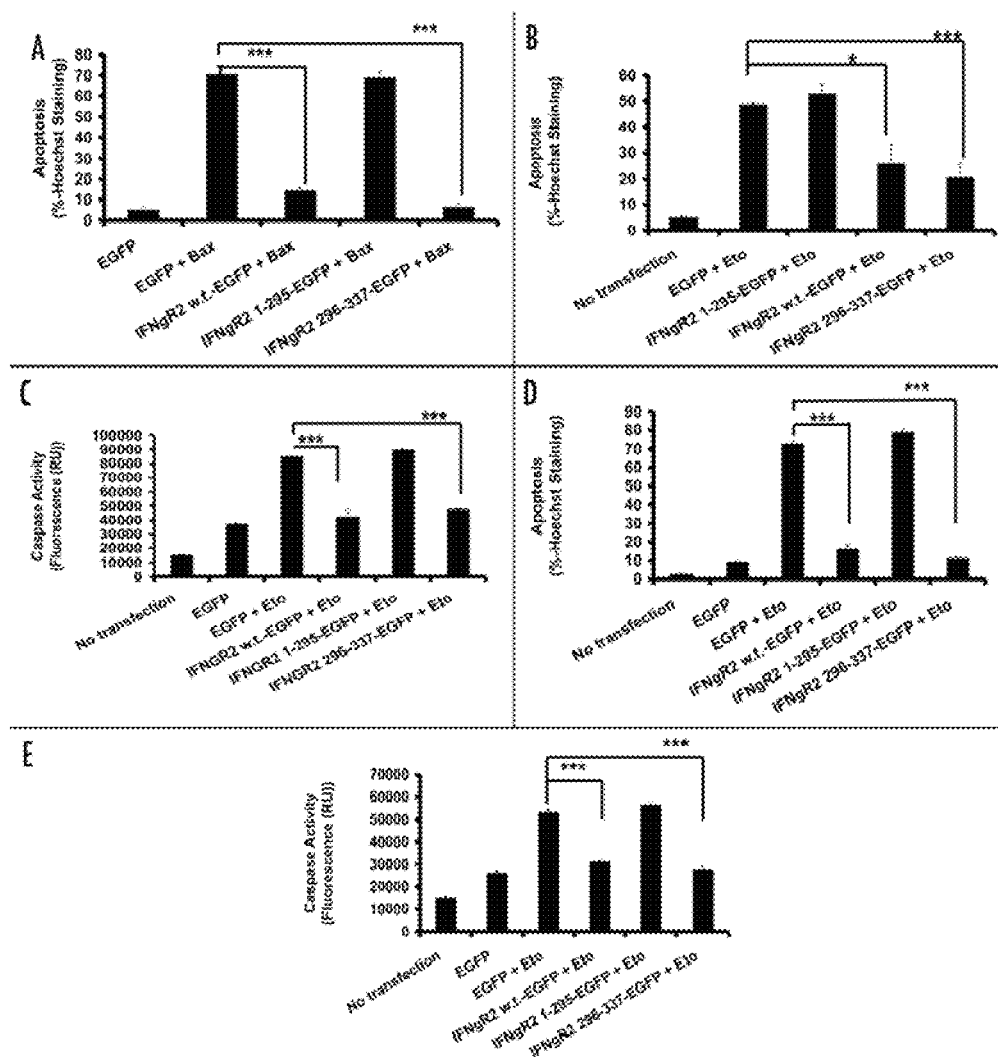 A
Apoptosis
(%-Hoechst Staining)
80
70
60
50
40
30
20
10
0
***
***
EGFP
EGFP + Bax
IFNgR2 w.t.-EGFP + Bax
IFNgR2 1-295-EGFP + Bax
IFNgR2 296-337-EGFP + Bax
B
Apoptosis
(%-Hoechst Staining)
60
50
40
30
20
10
0
***
*
No transfection
EGFP + Eto
IFNgR2 1-295-EGFP + Eto
IFNgR2 w.t.-EGFP + Eto
IFNgR2 296-337-EGFP + Eto
C
Caspase Activity
(Fluorescence (RU)
100000
90000
80000
70000
60000
50000
40000
30000
20000
10000
0
***
***
No transfection
EGFP
EGFP + Eto
IFNGR2 w.t.-EGFP + Eto
IFNGR2 1-295-EGFP + Eto
IFNGR2 296-337-EGFP + Eto
D
Apoptosis
(%-Hoechst Staining)
90
80
70
60
50
40
30
20
10
0
***
***
No transfection
EGFP
EGFP + Eto
IFNgR2 w.t.-EGFP + Eto
IFNgR2 1-295-EGFP + Eto
IFNgR2 296-337-EGFP + Eto
E
Caspase Activity
(Fluorescence (RU))
70000
60000
50000
40000
30000
20000
10000
0
***
***
No transfection
EGFP
EGFP + Eto
IFNgR2 w.t.-EGFP + Eto
IFNgR2 1-295-EGFP + Eto
IFNgR2 296-337-EGFP + Eto